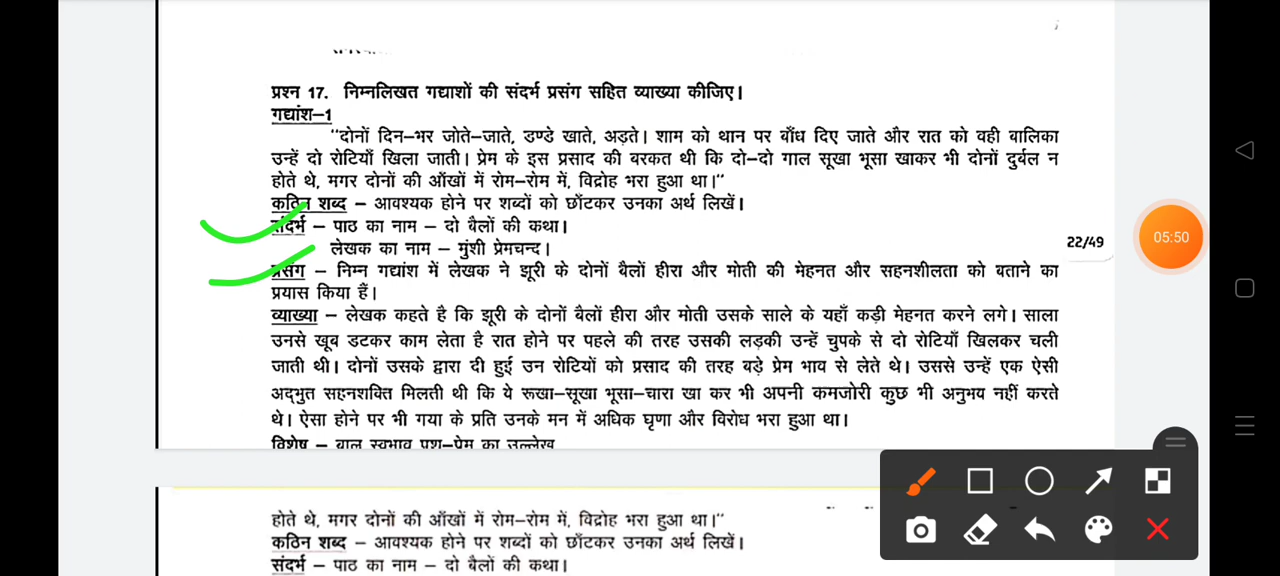 प्रश्न 17. निम्नलिखत गद्याशों की संदर्भ प्रसंग सहित व्याख्या कीजिए।
गद्यांश–1
"दोनों दिन–भर जोते–जाते, डण्डे खाते, अड़ते। शाम को थान पर बाँध दिए जाते और रात को वही बालिका
उन्हें दो रोटियाँ खिला जाती। प्रेम के इस प्रसाद की बरकत थी कि दो–दो गाल सूखा भूसा खाकर भी दोनों दुर्बल न
होते थे, मगर दोनों की आँखों में रोम–रोम में, विद्रोह भरा हुआ था।"
कठिन शब्द – आवश्यक होने पर शब्दों को छाँटकर उनका अर्थ लिखें।
संदर्भ – पाठ का नाम – दो बैलों की कथा।
लेखक का नाम – मुंशी प्रेमचन्द।
प्रसंग – निम्न गद्यांश में लेखक ने झूरी के दोनों बैलों हीरा और मोती की मेहनत और सहनशीलता को बताने का
प्रयास किया हैं।
व्याख्या – लेखक कहते है कि झूरी के दोनों बैलों हीरा और मोती उसके साले के यहाँ कड़ी मेहनत करने लगे। साला
उनसे खूब डटकर काम लेता है रात होने पर पहले की तरह उसकी लड़की उन्हें चुपके से दो रोटियाँ खिलकर चली
जाती थी। दोनों उसके द्वारा दी हुई उन रोटियों को प्रसाद की तरह बड़े प्रेम भाव से लेते थे। उससे उन्हें एक ऐसी
अद्‌भुत सहनशक्ति मिलती थी कि ये रूखा–सूखा भूसा–चारा खा कर भी अपनी कमजोरी कुछ भी अनुभव नहीं करते
थे। ऐसा होने पर भी गया के प्रति उनके मन में अधिक घृणा और विरोध भरा हुआ था।
विशेष – बाल स्वभाव पशु–प्रेम का उल्लेख
22/49
05:50
होते थे, मगर दोनों की आँखों में रोम–रोम में, विद्रोह भरा हुआ था।"
कठिन शब्द – आवश्यक होने पर शब्दों को छाँटकर उनका अर्थ लिखें।
संदर्भ – पाठ का नाम – दो बैलों की कथा।